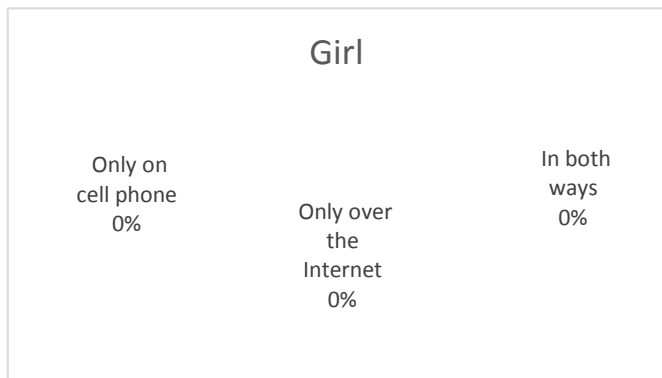 Girl
Only on
cell phone
0%
Only over
the
Internet
0%
In both
ways
0%